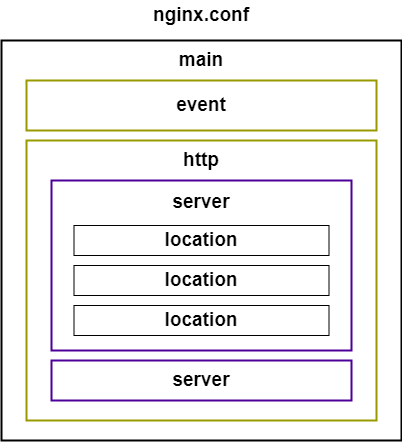 nginx.conf
main
event
http
server
location
location
location
server